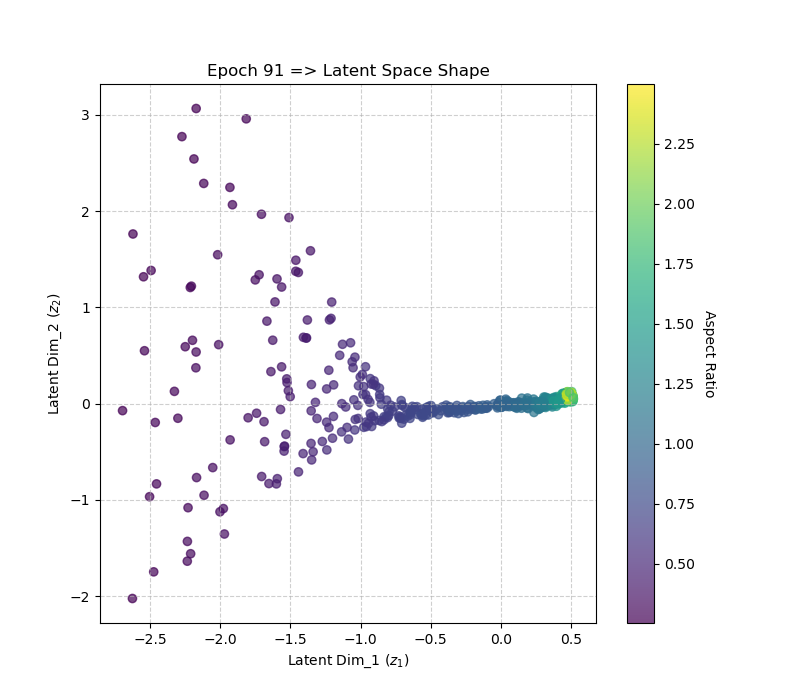 Epoch 91 => Latent Space Shape
3
2
1
0
−1
−2
Latent Dim_2 (z₂)
−2.5 −2.0 −1.5 −1.0 −0.5 0.0 0.5
Latent Dim_1 (z₁)
2.25
2.00
1.75
1.50
1.25
1.00
0.75
0.50
Aspect Ratio